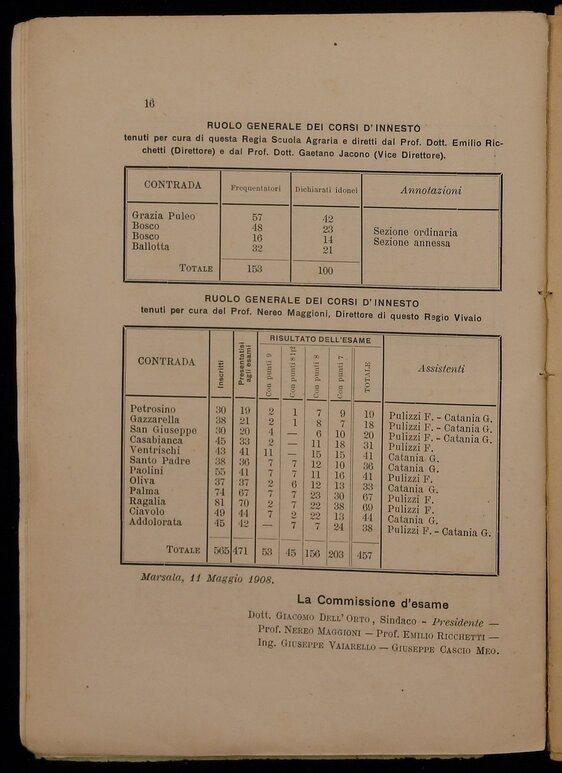 16
RUOLO GENERALE DEI CORSI D'INNESTO
tenuti per cura di questa Regia Scuola Agraria e diretti dal Prof. Dott. Emilio Ric-
chetti (Direttore) e dal Prof. Dott. Gaetano Jacono (Vice Direttore).
CONTRADA Frequentatori Dichiarati idonei Annotazioni
Grazia Puleo 57 42
Bosco 48 23 Sezione ordinaria
Bosco 16 14 Sezione annessa
Ballotta 32 21
TOTALE 153 100
RUOLO GENERALE DEI CORSI D'INNESTO
tenuti per cura del Prof. Nereo Maggioni, Direttore di questo Regio Vivaio
CONTRADA Inscritti Presentatisi agli esami RISULTATO DELL'ESAME Con punti 9 Con punti 8 1|2 Con punti 8 Con punti 7 TOTALE Assistenti
Petrosino 30 19 2 1 7 9 19 Pulizzi F. - Catania G.
Gazzarella 38 21 2 1 8 7 18 Pulizzi F. - Catania G.
San Giuseppe 30 20 4 — 6 10 20 Pulizzi F. - Catania G.
Casabianca 45 33 2 — 11 18 31 Pulizzi F.
Ventrischi 43 41 11 — 15 15 41 Catania G.
Santo Padre 38 36 7 7 12 10 36 Catania G.
Paolini 55 41 7 7 11 16 41 Pulizzi F.
Oliva 37 37 2 6 12 13 33 Catania G.
Palma 74 67 7 7 23 30 67 Pulizzi F.
Ragalia 81 70 2 7 22 38 69 Pulizzi F.
Ciavolo 49 44 7 2 22 13 44 Catania G.
Addolorata 45 42 — 7 7 24 38 Pulizzi F. - Catania G.
TOTALE 565 471 53 45 156 203 457
Marsala, 11 Maggio 1908.
La Commissione d'esame
Dott. GIACOMO DELL'ORTO, Sindaco - Presidente —
Prof. NEREO MAGGIONI — Prof. EMILIO RICCHETTI —
Ing. GIUSEPPE VAIARELLO — GIUSEPPE CASCIO MEO.